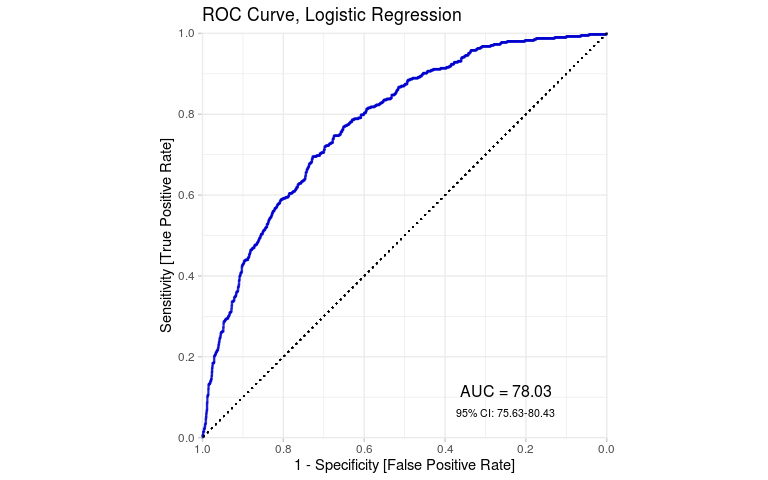 ROC Curve, Logistic Regression
Sensitivity [True Positive Rate]
1.0
0.8
0.6
0.4
0.2
0.0
AUC = 78.03
95% CI: 75.63-80.43
1.0 0.8 0.6 0.4 0.2 0.0
1 - Specificity [False Positive Rate]